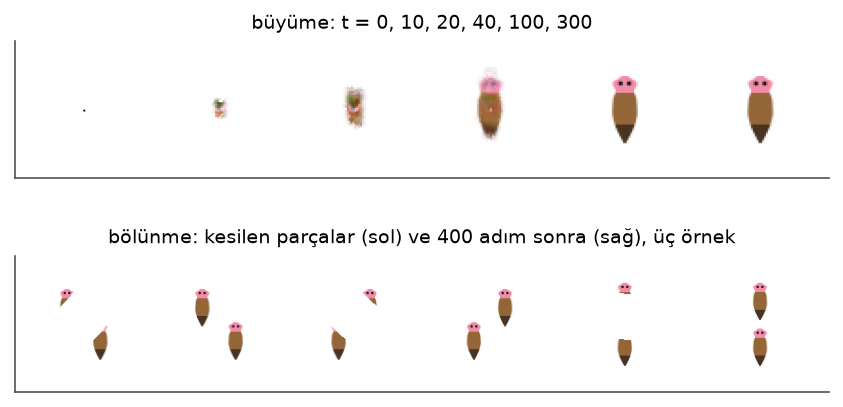 büyüme: t = 0, 10, 20, 40, 100, 300
bölünme: kesilen parçalar (sol) ve 400 adım sonra (sağ), üç örnek